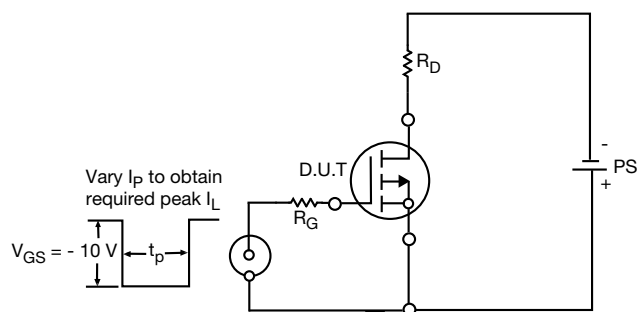 R_D
-
D.U.T
PS
+
Vary I_P to obtain
required peak I_L
R_G
V_GS = - 10 V
t_p